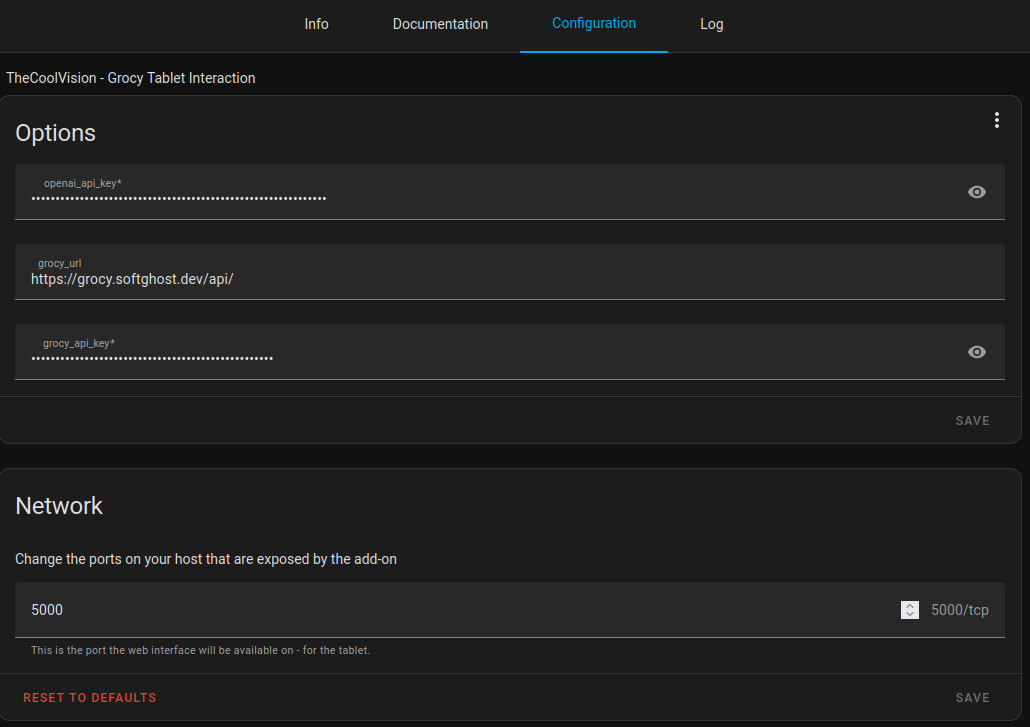 Info
Documentation
Configuration
Log
TheCoolVision - Grocy Tablet Interaction
Options
openai_api_key*
•••••••••••••••••••••••••••••••••••••••••••••••••••••••••••••
grocy_url
https://grocy.softghost.dev/api/
grocy_api_key*
••••••••••••••••••••••••••••••••••••••••••••••••••
SAVE
Network
Change the ports on your host that are exposed by the add-on
5000
5000/tcp
This is the port the web interface will be available on - for the tablet.
RESET TO DEFAULTS
SAVE